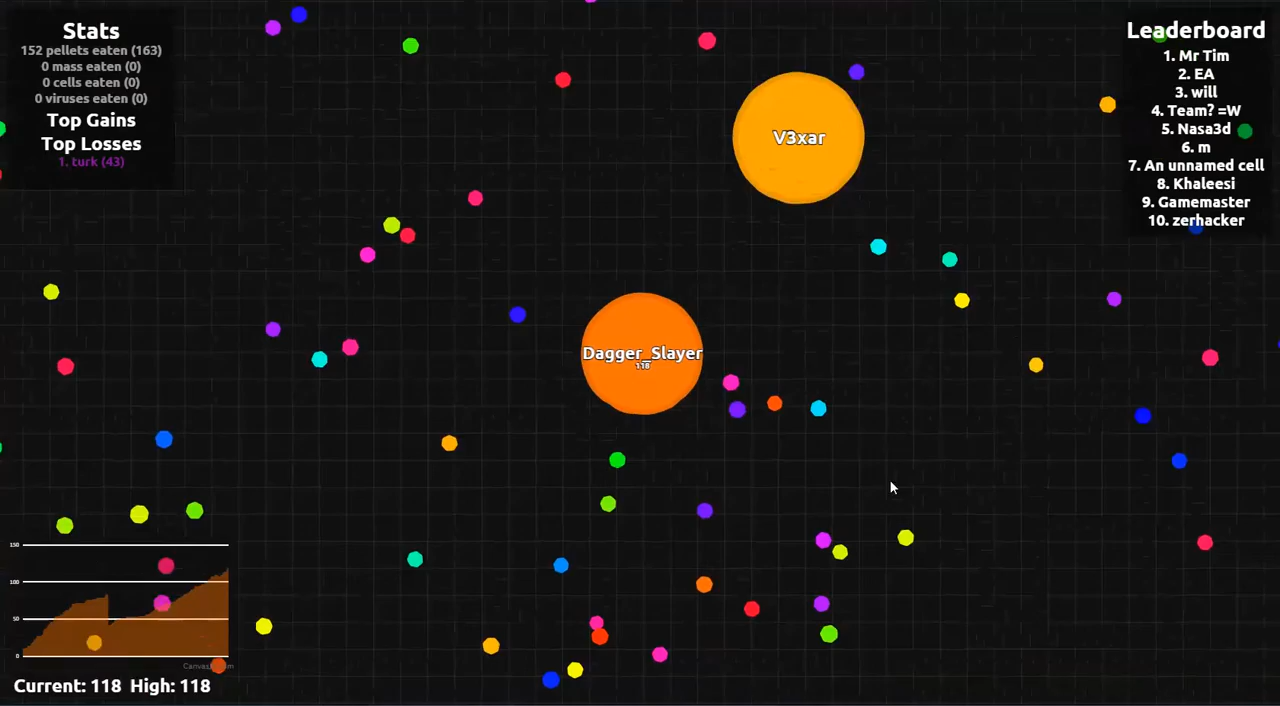 Stats
152 pellets eaten (163)
0 mass eaten (0)
0 cells eaten (0)
0 viruses eaten (0)
Top Gains
Top Losses
1. turk (43)
Leaderboard
1. Mr Tim
2. EA
3. will
4. Team? =W
5. Nasa3d
6. m
7. An unnamed cell
8. Khaleesi
9. Gamemaster
10. zerhacker
V3xar
Dagger_Slayer
118
150
100
50
0
Current: 118 High: 118